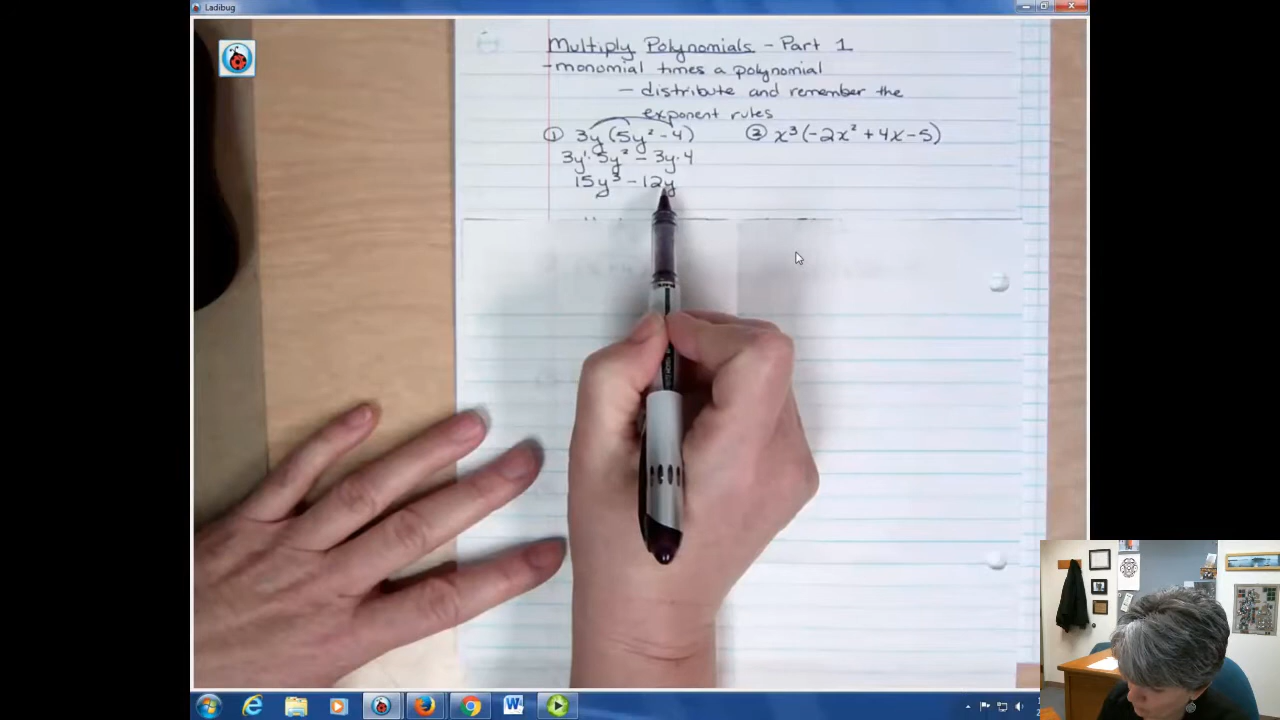 Ladibug
Multiply Polynomials - Part 1
- monomial times a polynomial
- distribute and remember the
exponent rules
① 3y(5y² - 4)
② x³(-2x² + 4x - 5)
3y¹·5y² - 3y·4
15y³ - 12y